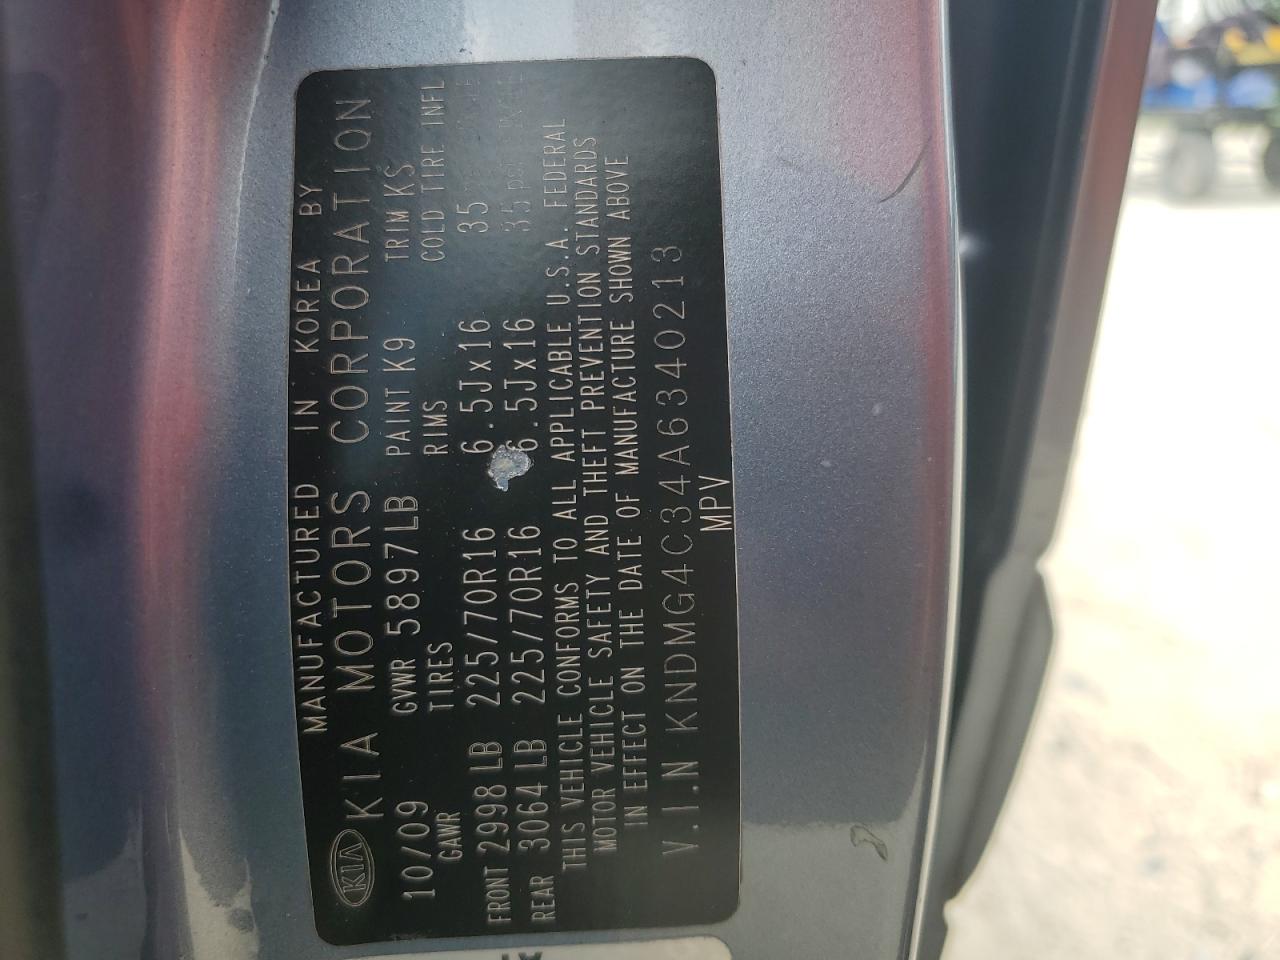 MANUFACTURED IN KOREA BY
KIA KIA MOTORS CORPORATION
10/09 GVWR 5897LB PAINT K9 TRIM KS
GAWR TIRES RIMS COLD TIRE INFL
FRONT 2998 LB 225/70R16 6.5Jx16 35
REAR 3064 LB 225/70R16 6.5Jx16 35 psi
THIS VEHICLE CONFORMS TO ALL APPLICABLE U.S.A. FEDERAL
MOTOR VEHICLE SAFETY AND THEFT PREVENTION STANDARDS
IN EFFECT ON THE DATE OF MANUFACTURE SHOWN ABOVE
V.I.N KNDMG4C34A6340213
MPV